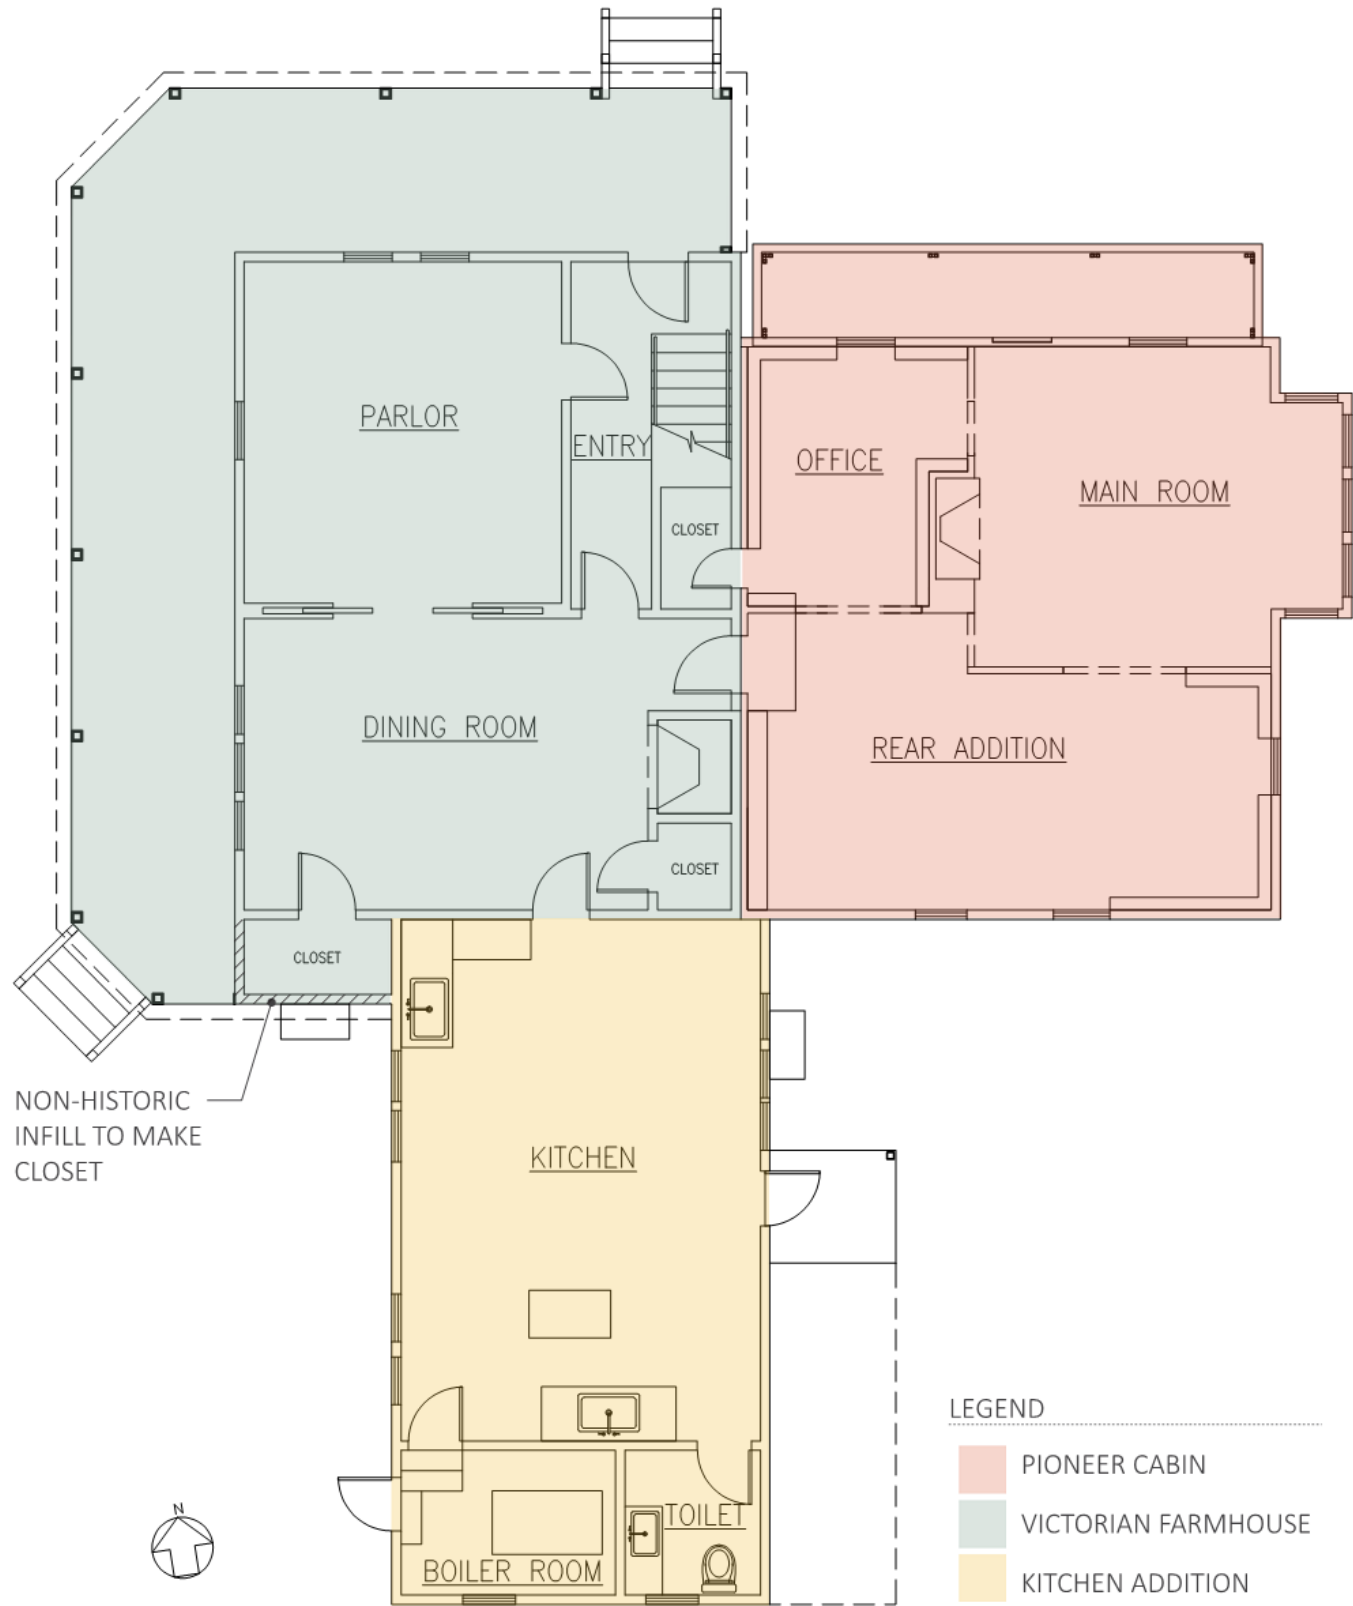 PARLOR
ENTRY
OFFICE
MAIN ROOM
CLOSET
DINING ROOM
REAR ADDITION
CLOSET
CLOSET
NON-HISTORIC
INFILL TO MAKE
CLOSET
KITCHEN
LEGEND
PIONEER CABIN
VICTORIAN FARMHOUSE
KITCHEN ADDITION
N
TOILET
BOILER ROOM